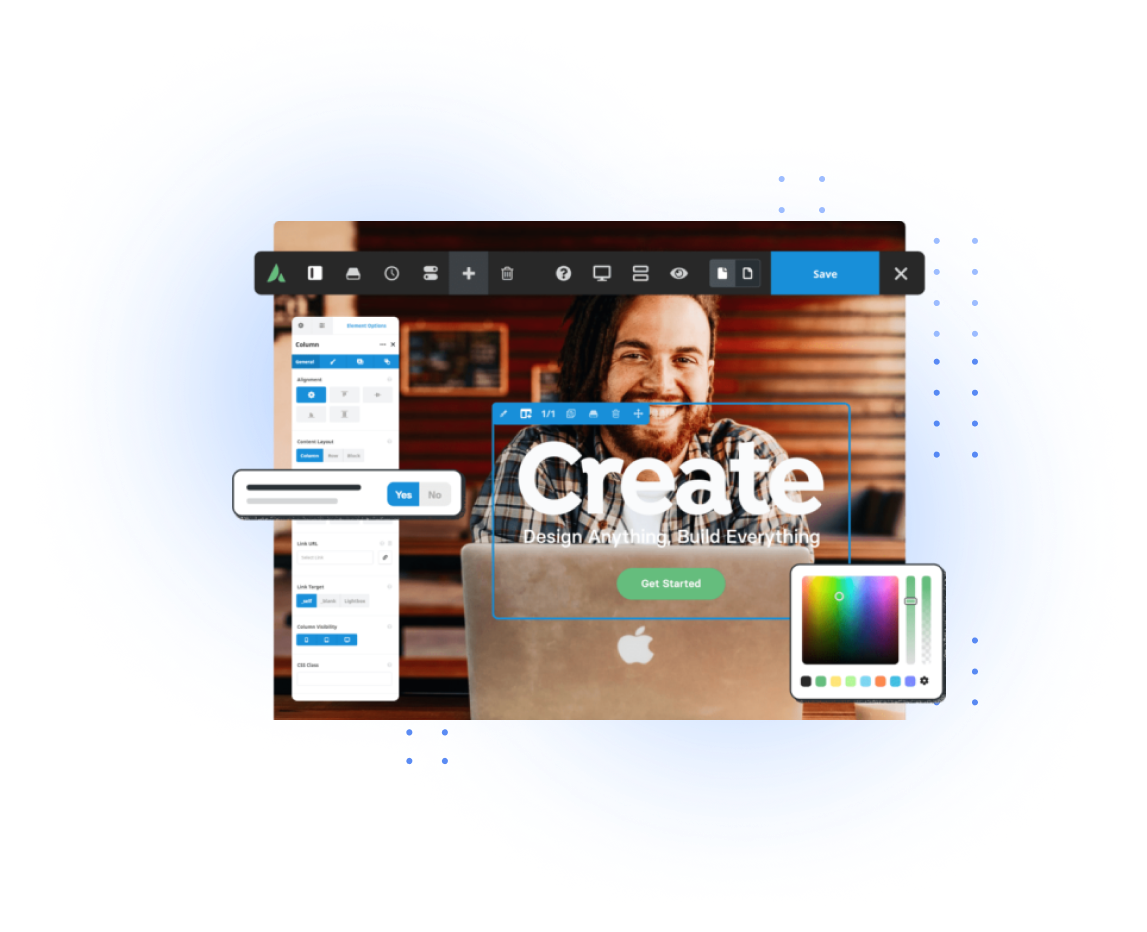 Save
Element Options
Column
General
Alignment
1/1
Content Layout
Column Row Block
Create
Yes No
Design Anything, Build Everything
Link URL
Select Link
Get Started
Link Target
_self _blank Lightbox
Column Visibility
CSS Class